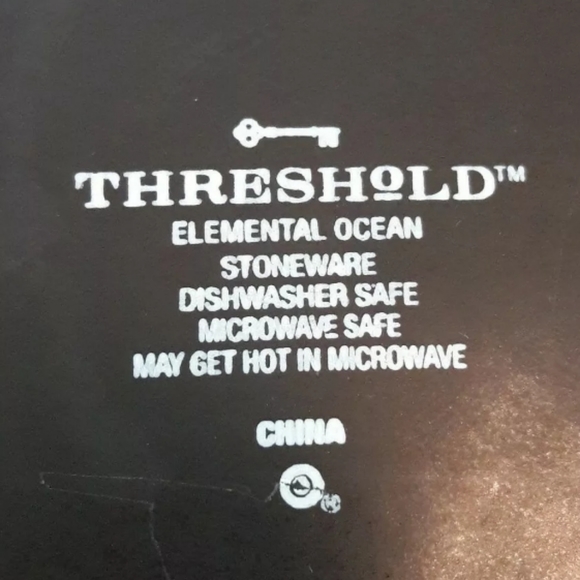 THRESHOLD™
ELEMENTAL OCEAN
STONEWARE
DISHWASHER SAFE
MICROWAVE SAFE
MAY GET HOT IN MICROWAVE
CHINA